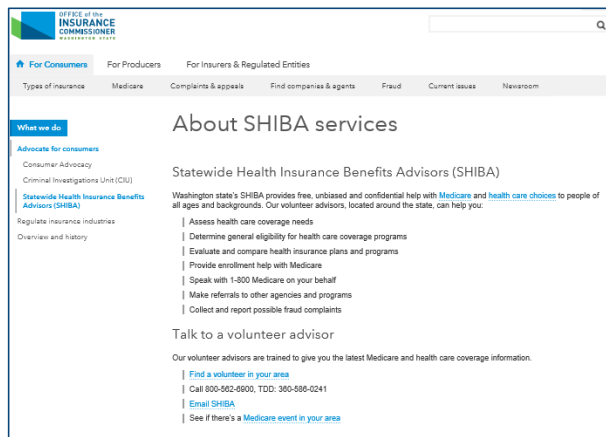 OFFICE of the
INSURANCE
COMMISSIONER
WASHINGTON STATE
For Consumers
For Producers
For Insurers & Regulated Entities
Types of insurance
Medicare
Complaints & appeals
Find companies & agents
Fraud
Current issues
Newsroom
What we do
Advocate for consumers
Consumer Advocacy
Criminal Investigations Unit (CIU)
Statewide Health Insurance Benefits
Advisors (SHIBA)
Regulate insurance industries
Overview and history
About SHIBA services
Statewide Health Insurance Benefits Advisors (SHIBA)
Washington state's SHIBA provides free, unbiased and confidential help with Medicare and health care choices to people of
all ages and backgrounds. Our volunteer advisors, located around the state, can help you:
Assess health care coverage needs
Determine general eligibility for health care coverage programs
Evaluate and compare health insurance plans and programs
Provide enrollment help with Medicare
Speak with 1-800 Medicare on your behalf
Make referrals to other agencies and programs
Collect and report possible fraud complaints
Talk to a volunteer advisor
Our volunteer advisors are trained to give you the latest Medicare and health care coverage information.
Find a volunteer in your area
Call 800-562-6900, TDD: 360-586-0241
Email SHIBA
See if there's a Medicare event in your area